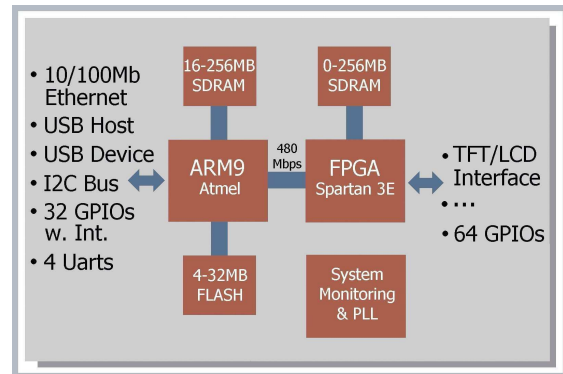 • 10/100Mb
Ethernet
• USB Host
• USB Device
• I2C Bus
• 32 GPIOs
w. Int.
• 4 Uarts
16-256MB
SDRAM
0-256MB
SDRAM
ARM9
Atmel
480
Mbps
FPGA
Spartan 3E
4-32MB
FLASH
System
Monitoring
& PLL
• TFT/LCD
Interface
• ...
• 64 GPIOs